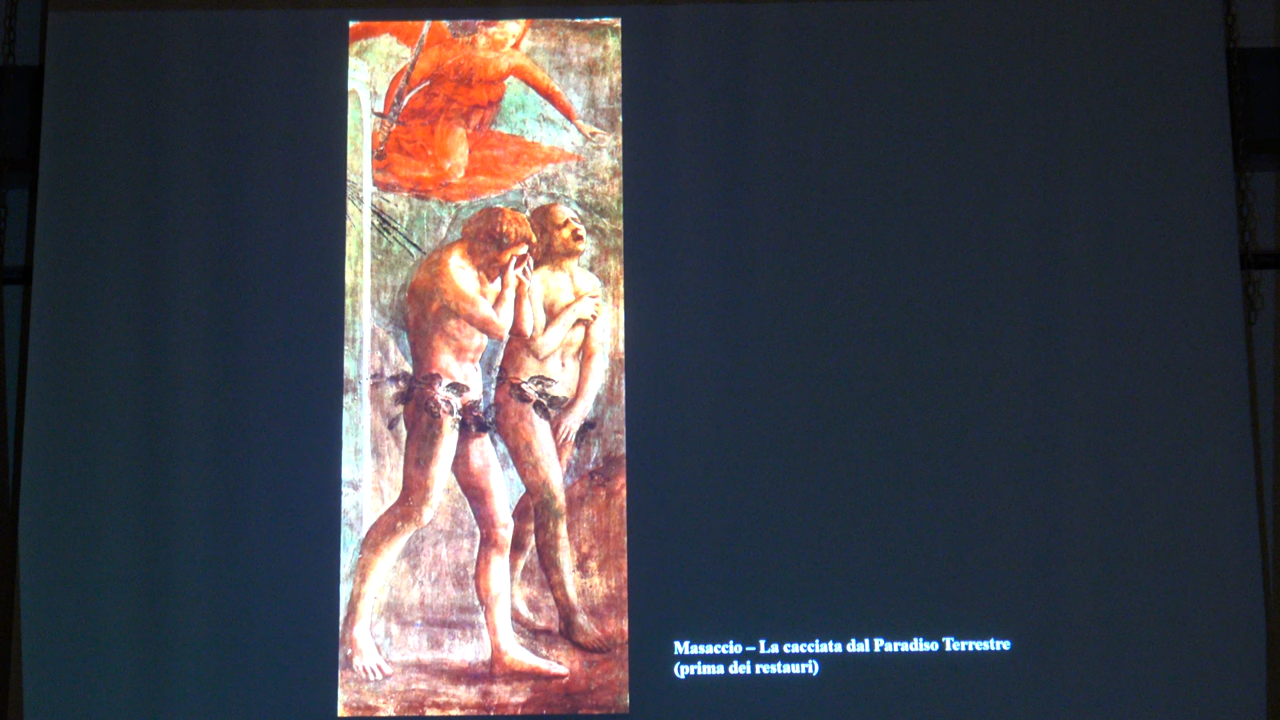 Masaccio – La cacciata dal Paradiso Terrestre
(prima dei restauri)